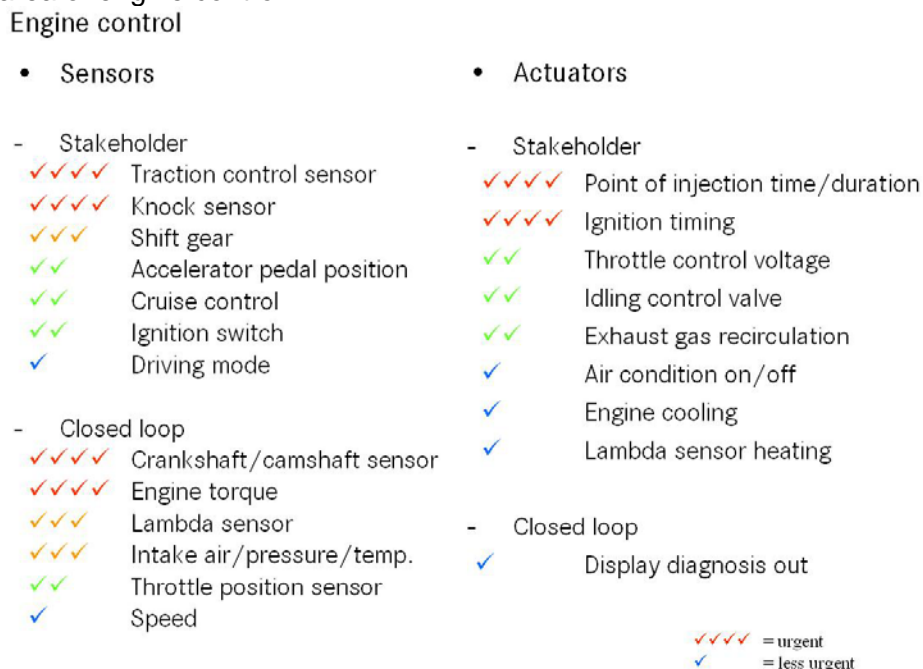 Engine control
• Sensors
- Stakeholder
✓✓✓✓ Traction control sensor
✓✓✓✓ Knock sensor
✓✓✓ Shift gear
✓✓ Accelerator pedal position
✓✓ Cruise control
✓✓ Ignition switch
✓ Driving mode
- Closed loop
✓✓✓✓ Crankshaft/camshaft sensor
✓✓✓✓ Engine torque
✓✓✓ Lambda sensor
✓✓✓ Intake air/pressure/temp.
✓✓ Throttle position sensor
✓ Speed
• Actuators
- Stakeholder
✓✓✓✓ Point of injection time/duration
✓✓✓✓ Ignition timing
✓✓ Throttle control voltage
✓✓ Idling control valve
✓✓ Exhaust gas recirculation
✓ Air condition on/off
✓ Engine cooling
✓ Lambda sensor heating
- Closed loop
✓ Display diagnosis out
✓✓✓✓ = urgent
✓ = less urgent